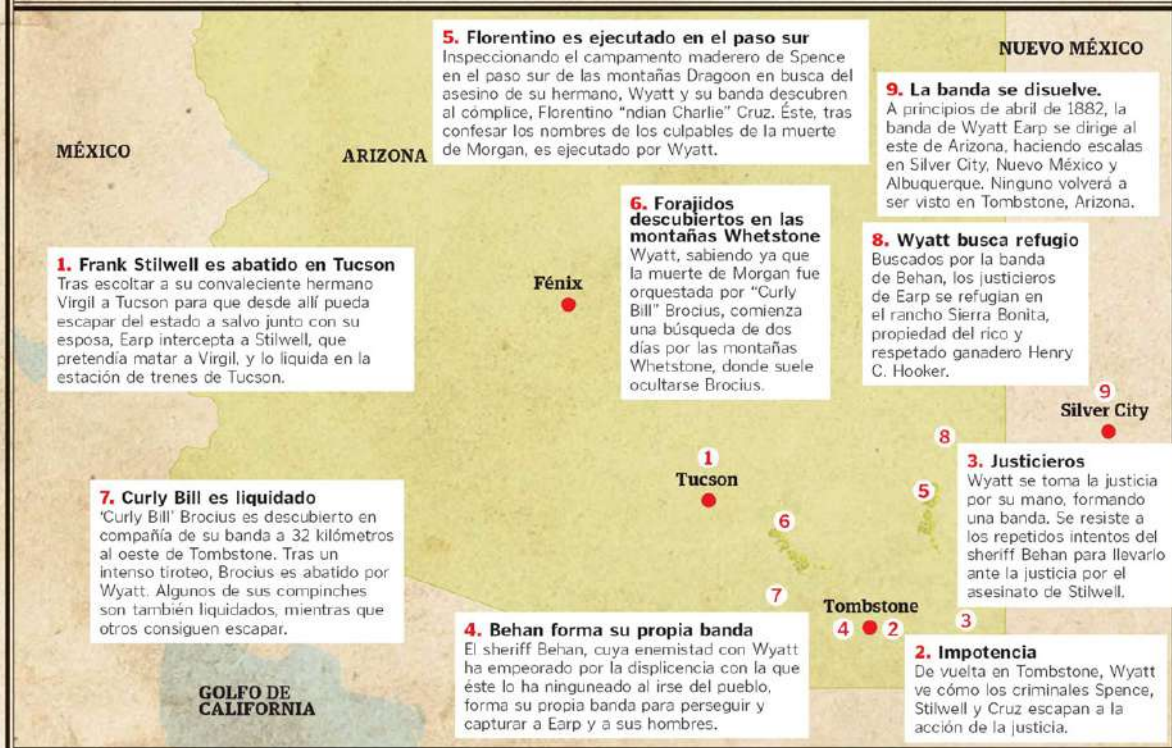 MÉXICO
ARIZONA
NUEVO MÉXICO
5. Florentino es ejecutado en el paso sur
Inspeccionando el campamento maderero de Spence
en el paso sur de las montañas Dragoon en busca del
asesino de su hermano, Wyatt y su banda descubren
al cómplice, Florentino “ndian Charlie” Cruz. Éste, tras
confesar los nombres de los culpables de la muerte
de Morgan, es ejecutado por Wyatt.
9. La banda se disuelve.
A principios de abril de 1882, la
banda de Wyatt Earp se dirige al
este de Arizona, haciendo escalas
en Silver City, Nuevo México y
Albuquerque. Ninguno volverá a
ser visto en Tombstone, Arizona.
1. Frank Stilwell es abatido en Tucson
Tras escoltar a su convaleciente hermano
Virgil a Tucson para que desde allí pueda
escapar del estado a salvo junto con su
esposa, Earp intercepta a Stilwell, que
pretendía matar a Virgil, y lo liquida en la
estación de trenes de Tucson.
Fénix
6. Forajidos
descubiertos en las
montañas Whetstone
Wyatt, sabiendo ya que
la muerte de Morgan fue
orquestada por “Curly
Bill” Brocius, comienza
una búsqueda de dos
días por las montañas
Whetstone, donde suele
ocultarse Brocius.
8. Wyatt busca refugio
Buscados por la banda
de Behan, los justicieros
de Earp se refugian en
el rancho Sierra Bonita,
propiedad del rico y
respetado ganadero Henry
C. Hooker.
9
Silver City
8
1
Tucson
5
6
7
3. Justicieros
Wyatt se toma la justicia
por su mano, formando
una banda. Se resiste a
los repetidos intentos del
sheriff Behan para llevarlo
ante la justicia por el
asesinato de Stilwell.
7. Curly Bill es liquidado
‘Curly Bill’ Brocius es descubierto en
compañía de su banda a 32 kilómetros
al oeste de Tombstone. Tras un
intenso tiroteo, Brocius es abatido por
Wyatt. Algunos de sus compinches
son también liquidados, mientras que
otros consiguen escapar.
Tombstone
4 2
3
4. Behan forma su propia banda
El sheriff Behan, cuya enemistad con Wyatt
ha empeorado por la displicencia con la que
éste lo ha ninguneado al irse del pueblo,
forma su propia banda para perseguir y
capturar a Earp y a sus hombres.
2. Impotencia
De vuelta en Tombstone, Wyatt
ve cómo los criminales Spence,
Stilwell y Cruz escapan a la
acción de la justicia.
GOLFO DE
CALIFORNIA